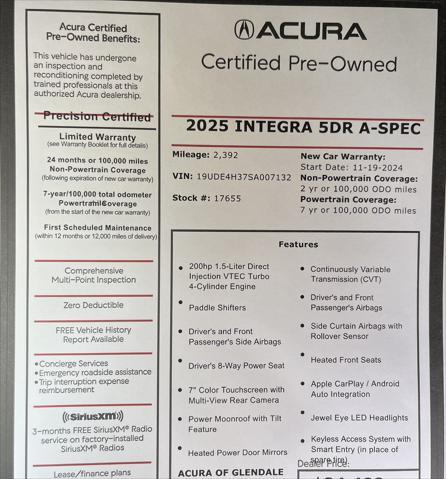 Acura Certified
Pre-Owned Benefits:
This vehicle has undergone
an inspection and
reconditioning completed by
trained professionals at this
authorized Acura dealership.
Precision Certified
Limited Warranty
(see Warranty Booklet for full details)
24 months or 100,000 miles
Non-Powertrain Coverage
(following expiration of new car warranty)
7-year/100,000 total odometer
Powertrain Coverage
(from the start of the new car warranty)
First Scheduled Maintenance
(within 12 months or 12,000 miles of delivery)
Comprehensive
Multi-Point Inspection
Zero Deductible
FREE Vehicle History
Report Available
•Concierge Services
•Emergency roadside assistance
•Trip interruption expense
reimbursement
((SiriusXM))
3-months FREE SiriusXM® Radio
service on factory-installed
SiriusXM® Radios
Lease/finance plans
ACURA
Certified Pre-Owned
2025 INTEGRA 5DR A-SPEC
Mileage: 2,392
VIN: 19UDE4H37SA007132
Stock #: 17655
New Car Warranty:
Start Date: 11-19-2024
Non-Powertrain Coverage:
2 yr or 100,000 ODO miles
Powertrain Coverage:
7 yr or 100,000 ODO miles
Features
• 200hp 1.5-Liter Direct
Injection VTEC Turbo
4-Cylinder Engine
• Paddle Shifters
• Driver's and Front
Passenger's Side Airbags
• Driver's 8-Way Power Seat
• 7" Color Touchscreen with
Multi-View Rear Camera
• Power Moonroof with Tilt
Feature
• Heated Power Door Mirrors
• Continuously Variable
Transmission (CVT)
• Driver's and Front
Passenger's Airbags
• Side Curtain Airbags with
Rollover Sensor
• Heated Front Seats
• Apple CarPlay / Android
Auto Integration
• Jewel Eye LED Headlights
• Keyless Access System with
Smart Entry (in place of
spare tire)
ACURA OF GLENDALE
Dealer Price: